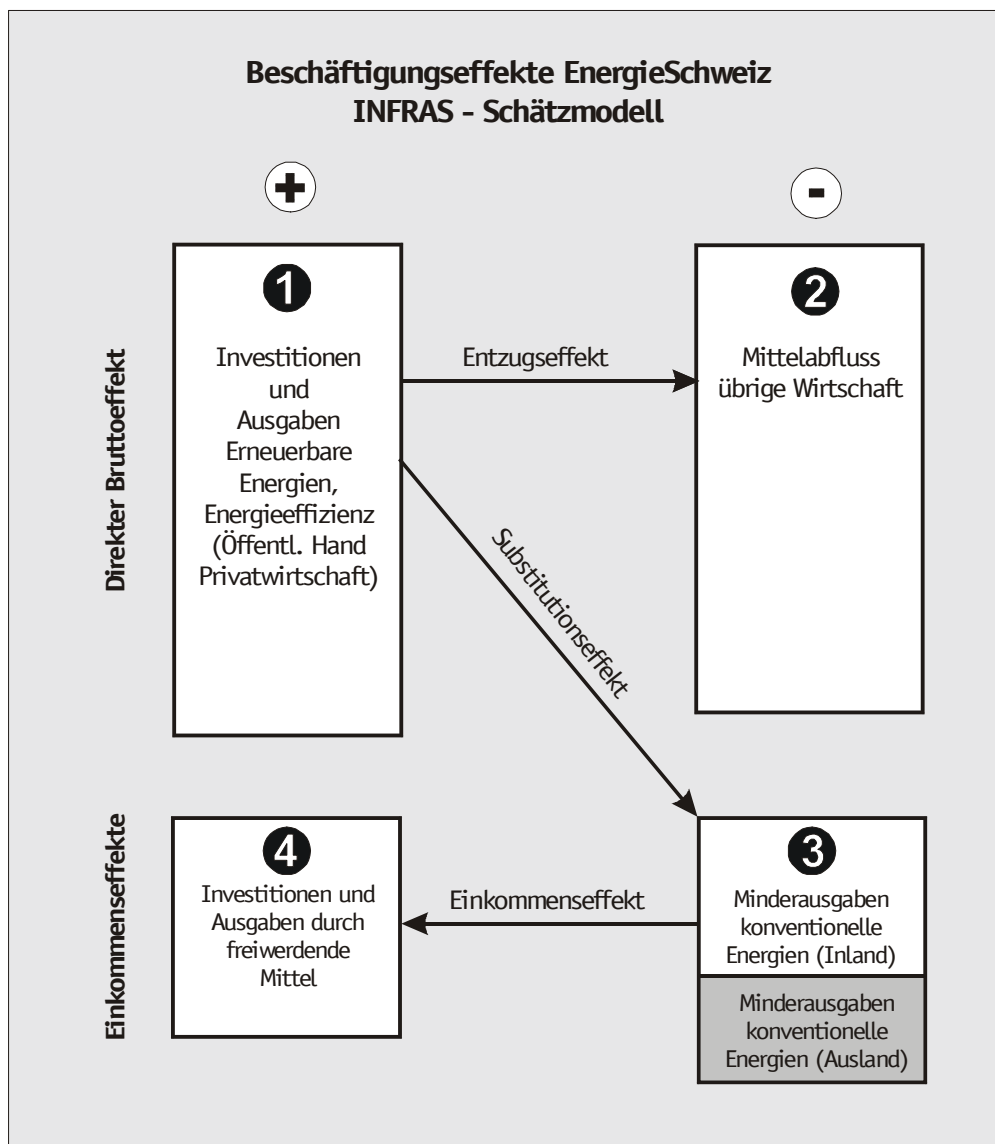 Beschäftigungseffekte EnergieSchweiz
INFRAS - Schätzmodell
+
-
Direkter Bruttoeffekt
1
Investitionen
und
Ausgaben
Erneuerbare
Energien,
Energieeffizienz
(Öffentl. Hand
Privatwirtschaft)
Entzugseffekt
2
Mittelabfluss
übrige Wirtschaft
Substitutionseffekt
Einkommenseffekte
4
Investitionen und
Ausgaben durch
freiwerdende
Mittel
Einkommenseffekt
3
Minderausgaben
konventionelle
Energien (Inland)
Minderausgaben
konventionelle
Energien (Ausland)